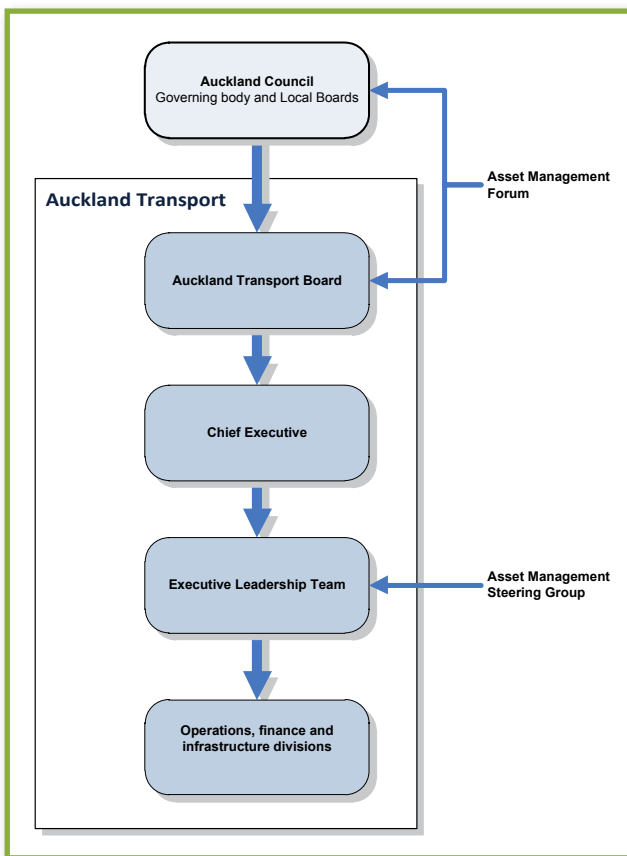 Auckland Council
Governing body and Local Boards
Asset Management
Forum
Auckland Transport
Auckland Transport Board
Chief Executive
Executive Leadership Team
Asset Management
Steering Group
Operations, finance and
infrastructure divisions